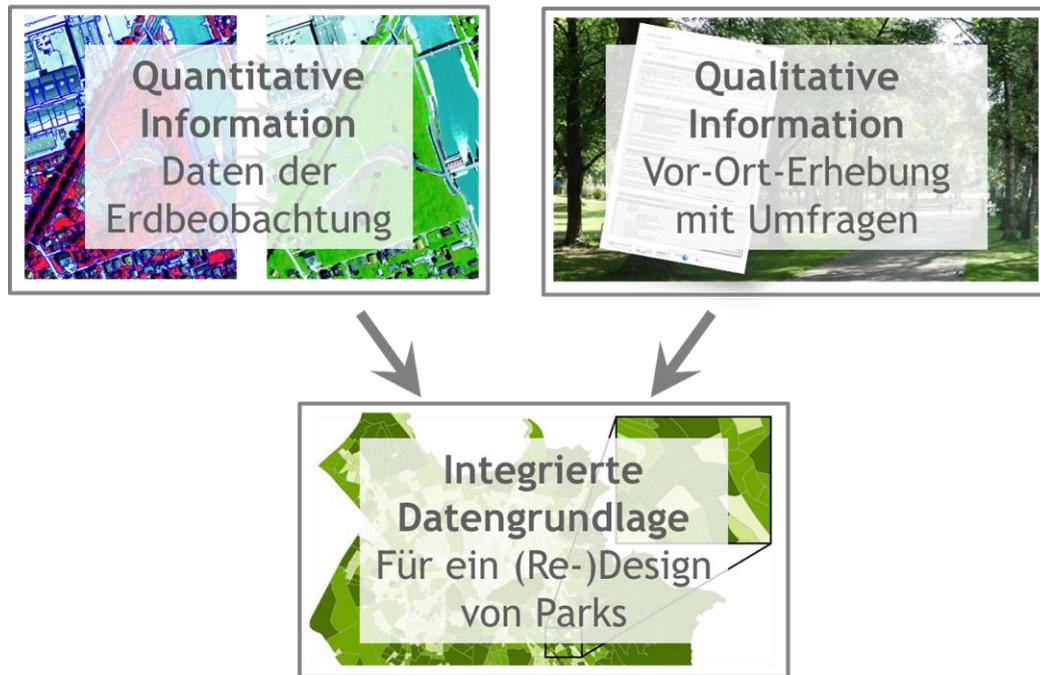 Quantitative
Information
Daten der
Erdbeobachtung
Qualitative
Information
Vor-Ort-Erhebung
mit Umfragen
Integrierte
Datengrundlage
Für ein (Re-)Design
von Parks